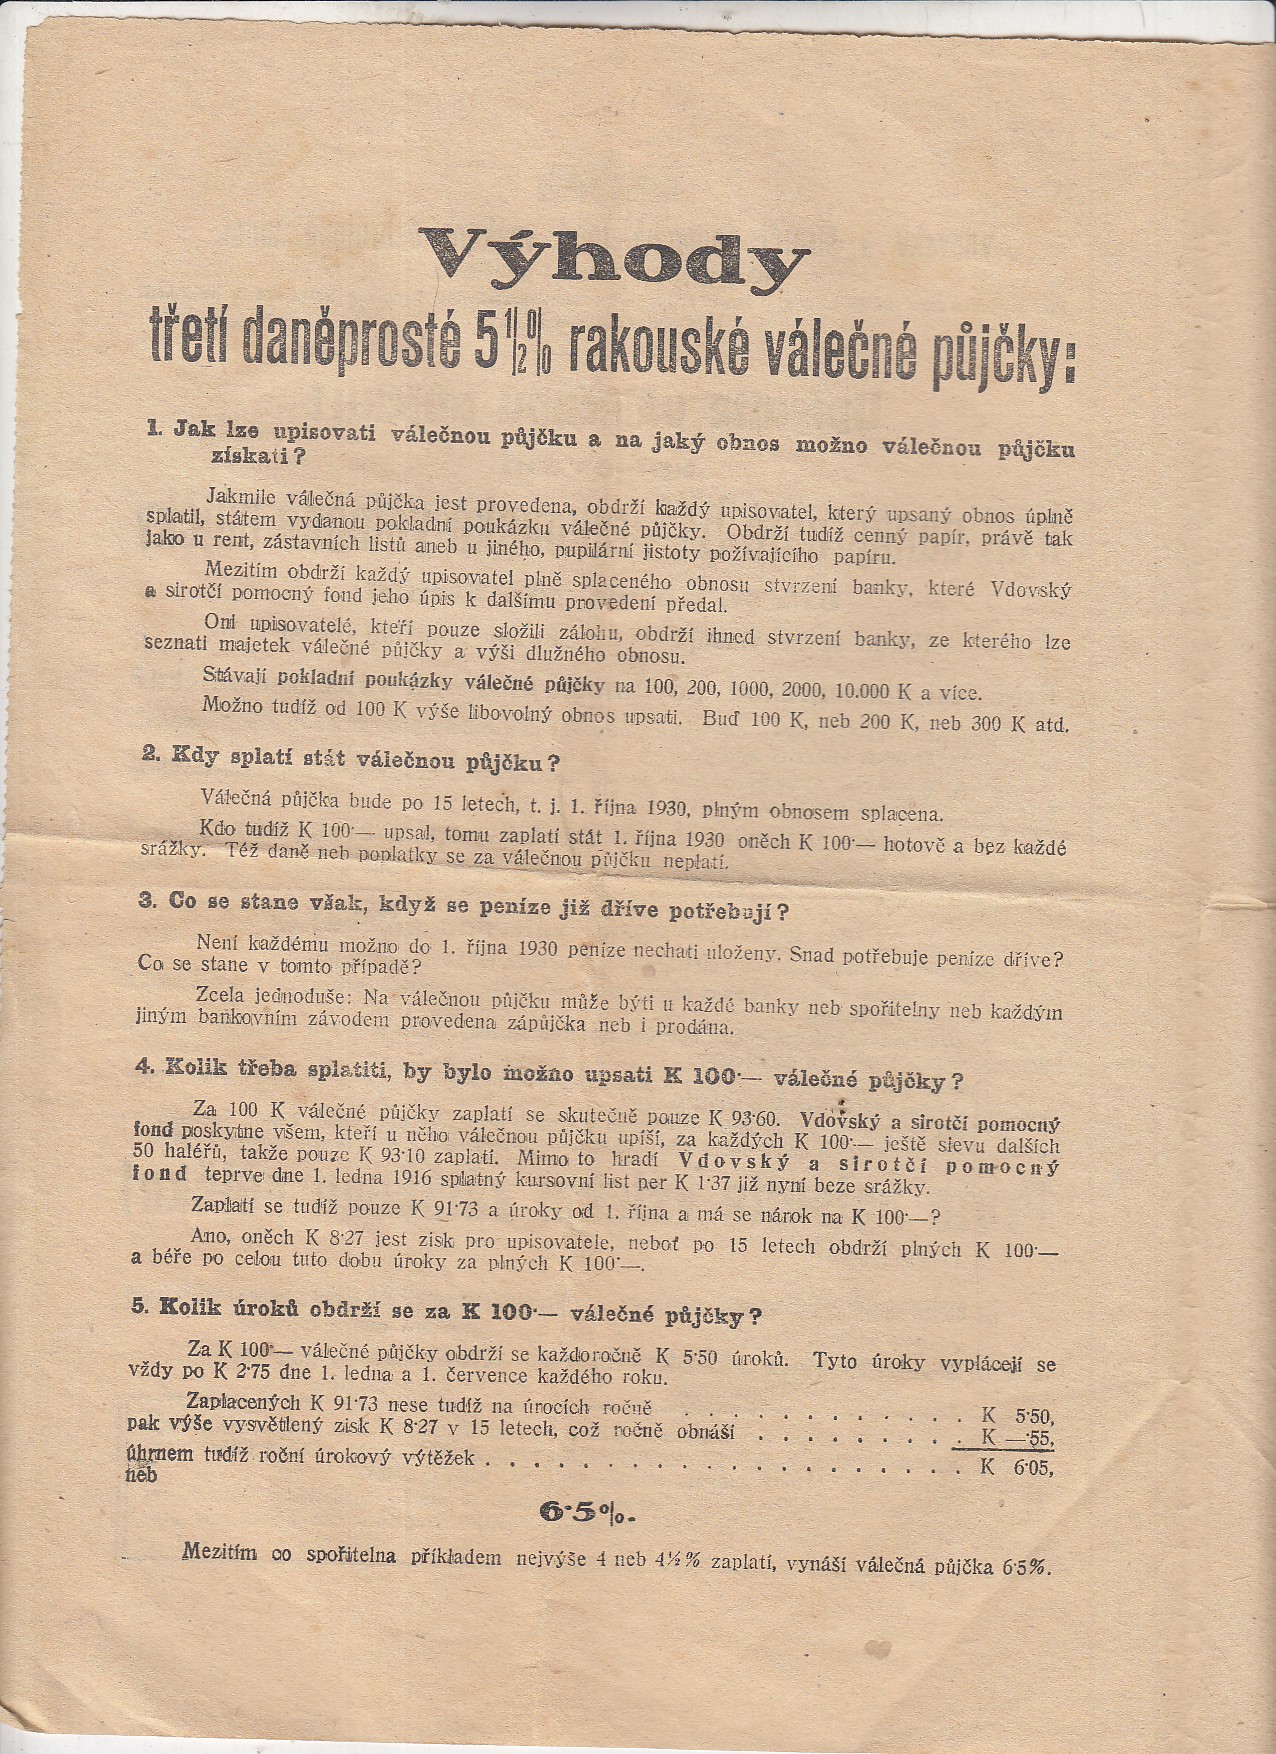 Výhody
třetí daněprosté 5½% rakouské válečné půjčky:
1. Jak lze upisovati válečnou půjčku a na jaký obnos možno válečnou půjčku
získati?
Jakmile válečná půjčka jest provedena, obdrží každý upisovatel, který upsaný obnos úplně
splatil, státem vydanou pokladní poukázku válečné půjčky. Obdrží tudíž cenný papír, právě tak
jako u rent, zástavních listů aneb u jiného, pupilární jistoty požívajícího papíru.
Mezitím obdrží každý upisovatel plně splaceného obnosu stvrzení banky, které Vdovský
a sirotčí pomocný fond jeho úpis k dalšímu provedení předal.
Oni upisovatelé, kteří pouze složili zálohu, obdrží ihned stvrzení banky, ze kterého lze
seznati majetek válečné půjčky a výši dlužného obnosu.
Stávají pokladní poukázky válečné půjčky na 100, 200, 1000, 2000, 10.000 K a více.
Možno tudíž od 100 K výše libovolný obnos upsati. Buď 100 K, neb 200 K, neb 300 K atd.
2. Kdy splatí stát válečnou půjčku?
Válečná půjčka bude po 15 letech, t. j. 1. října 1930, plným obnosem splacena.
Kdo tudíž K 100·— upsal, tomu zaplatí stát 1. října 1930 oněch K 100·— hotově a bez každé
srážky. Též daně neb poplatky se za válečnou půjčku neplatí.
3. Co se stane však, když se peníze již dříve potřebují?
Není každému možno do 1. října 1930 peníze nechati uloženy. Snad potřebuje peníze dříve?
Co se stane v tomto případě?
Zcela jednoduše: Na válečnou půjčku může býti u každé banky neb spořitelny neb každým
jiným bankovním závodem provedena zápůjčka neb i prodána.
4. Kolik třeba splatiti, by bylo možno upsati K 100·— válečné půjčky?
Za 100 K válečné půjčky zaplatí se skutečně pouze K 93·60. Vdovský a sirotčí pomocný
fond poskytne všem, kteří u něho válečnou půjčku upíší, za každých K 100·— ještě slevu dalších
50 haléřů, takže pouze K 93·10 zaplatí. Mimo to hradí Vdovský a sirotčí pomocný
fond teprve dne 1. ledna 1916 splatný kursovní list per K 1·37 již nyní beze srážky.
Zaplatí se tudíž pouze K 91·73 a úroky od 1. října a má se nárok na K 100·—?
Ano, oněch K 8·27 jest zisk pro upisovatele, neboť po 15 letech obdrží plných K 100·—
a béře po celou tuto dobu úroky za plných K 100·—.
5. Kolik úroků obdrží se za K 100·— válečné půjčky?
Za K 100·— válečné půjčky obdrží se každoročně K 5·50 úroků. Tyto úroky vyplácejí se
vždy po K 2·75 dne 1. ledna a 1. července každého roku.
Zaplacených K 91·73 nese tudíž na úrocích ročně . . . . . . . . . . . . . K 5·50,
pak výše vysvětlený zisk K 8·27 v 15 letech, což ročně obnáší . . . . . . . . . K —·55,
úhrnem tudíž roční úrokový výtěžek . . . . . . . . . . . . . . . . . . . . K 6·05,
neb
6·5%.
Mezitím co spořitelna příkladem nejvýše 4 neb 4½% zaplatí, vynáší válečná půjčka 6·5%.